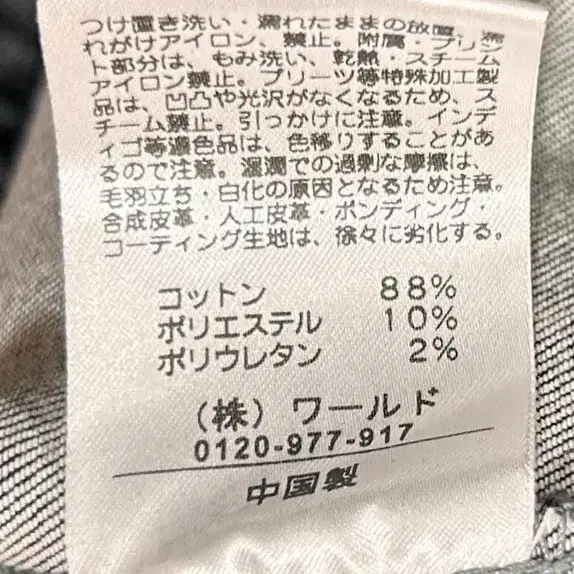 つけ置き洗い・濡れたままの放置、濡
れがけアイロン、禁止。附属・プリン
ト部分は、もみ洗い、乾熱・スチーム
アイロン禁止。プリーツ等特殊加工製
品は、凹凸や光沢がなくなるため、ス
チーム禁止。引っかけに注意。インデ
ィゴ等濃色品は、色移りすることがあ
るので注意。湿潤での過剰な摩擦は、
毛羽立ち・白化の原因となるため注意。
合成皮革・人工皮革・ボンディング・
コーティング生地は、徐々に劣化する。
コットン 88%
ポリエステル 10%
ポリウレタン 2%
（株）ワールド
0120-977-917
中国製